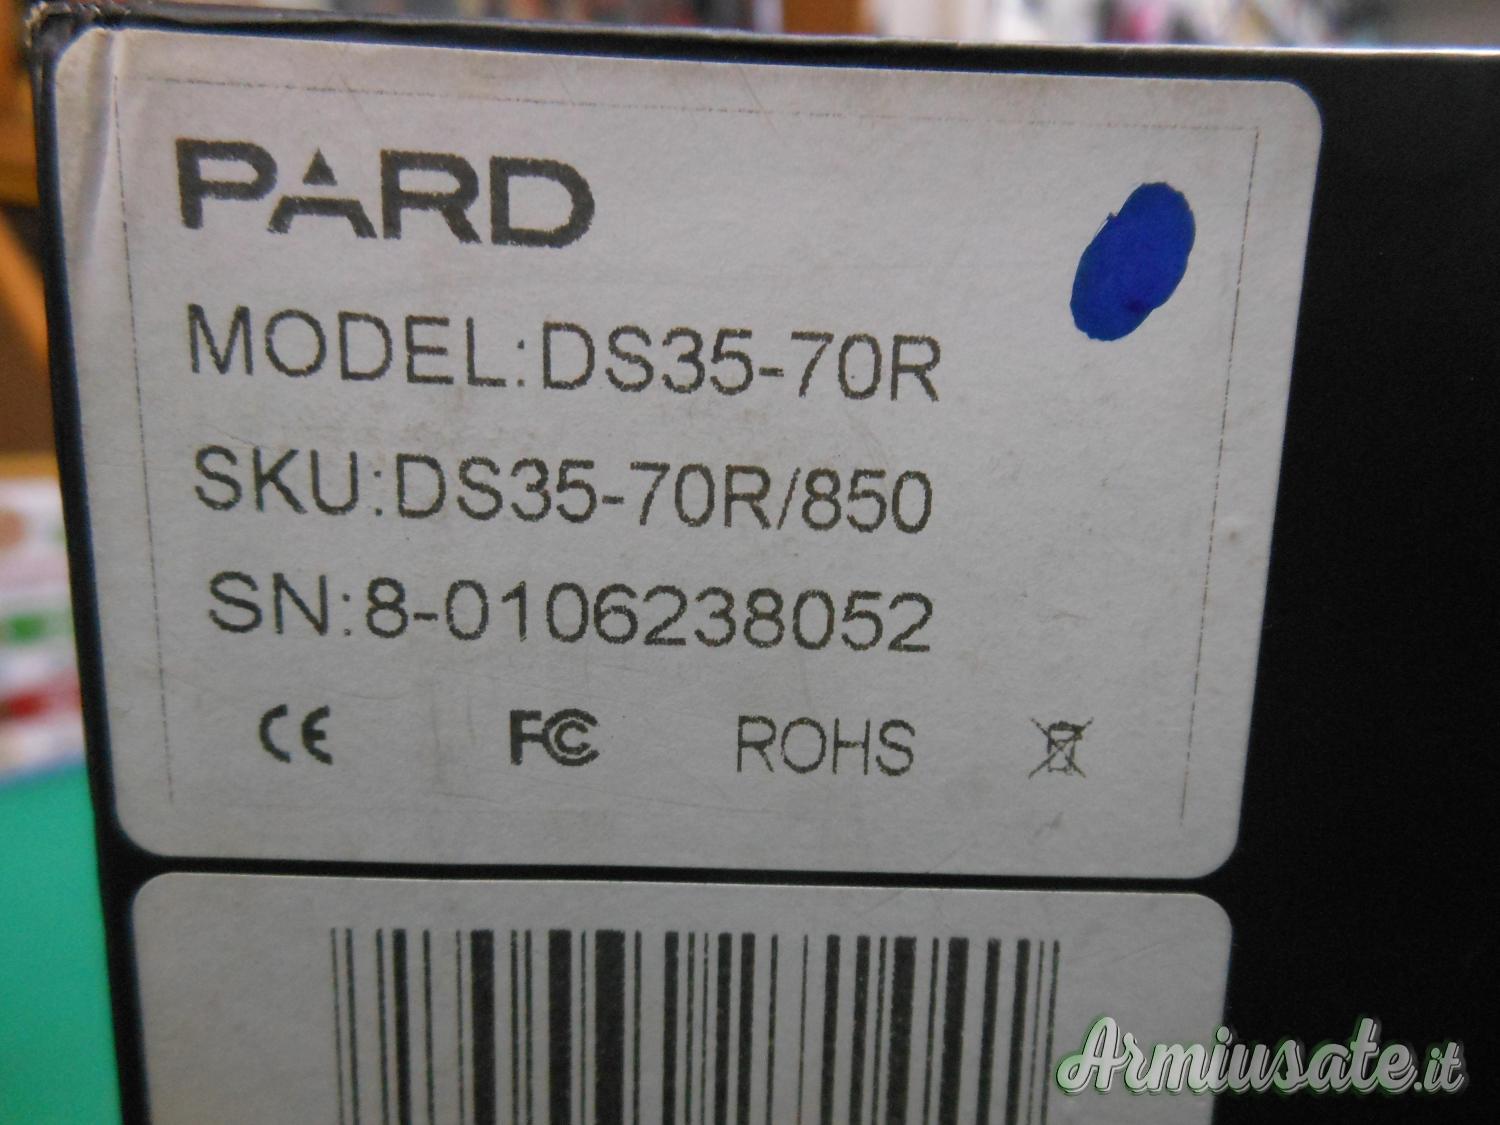 PARD
MODEL:DS35-70R
SKU:DS35-70R/850
SN:8-0106238052
CE FC ROHS
Armiusate.it